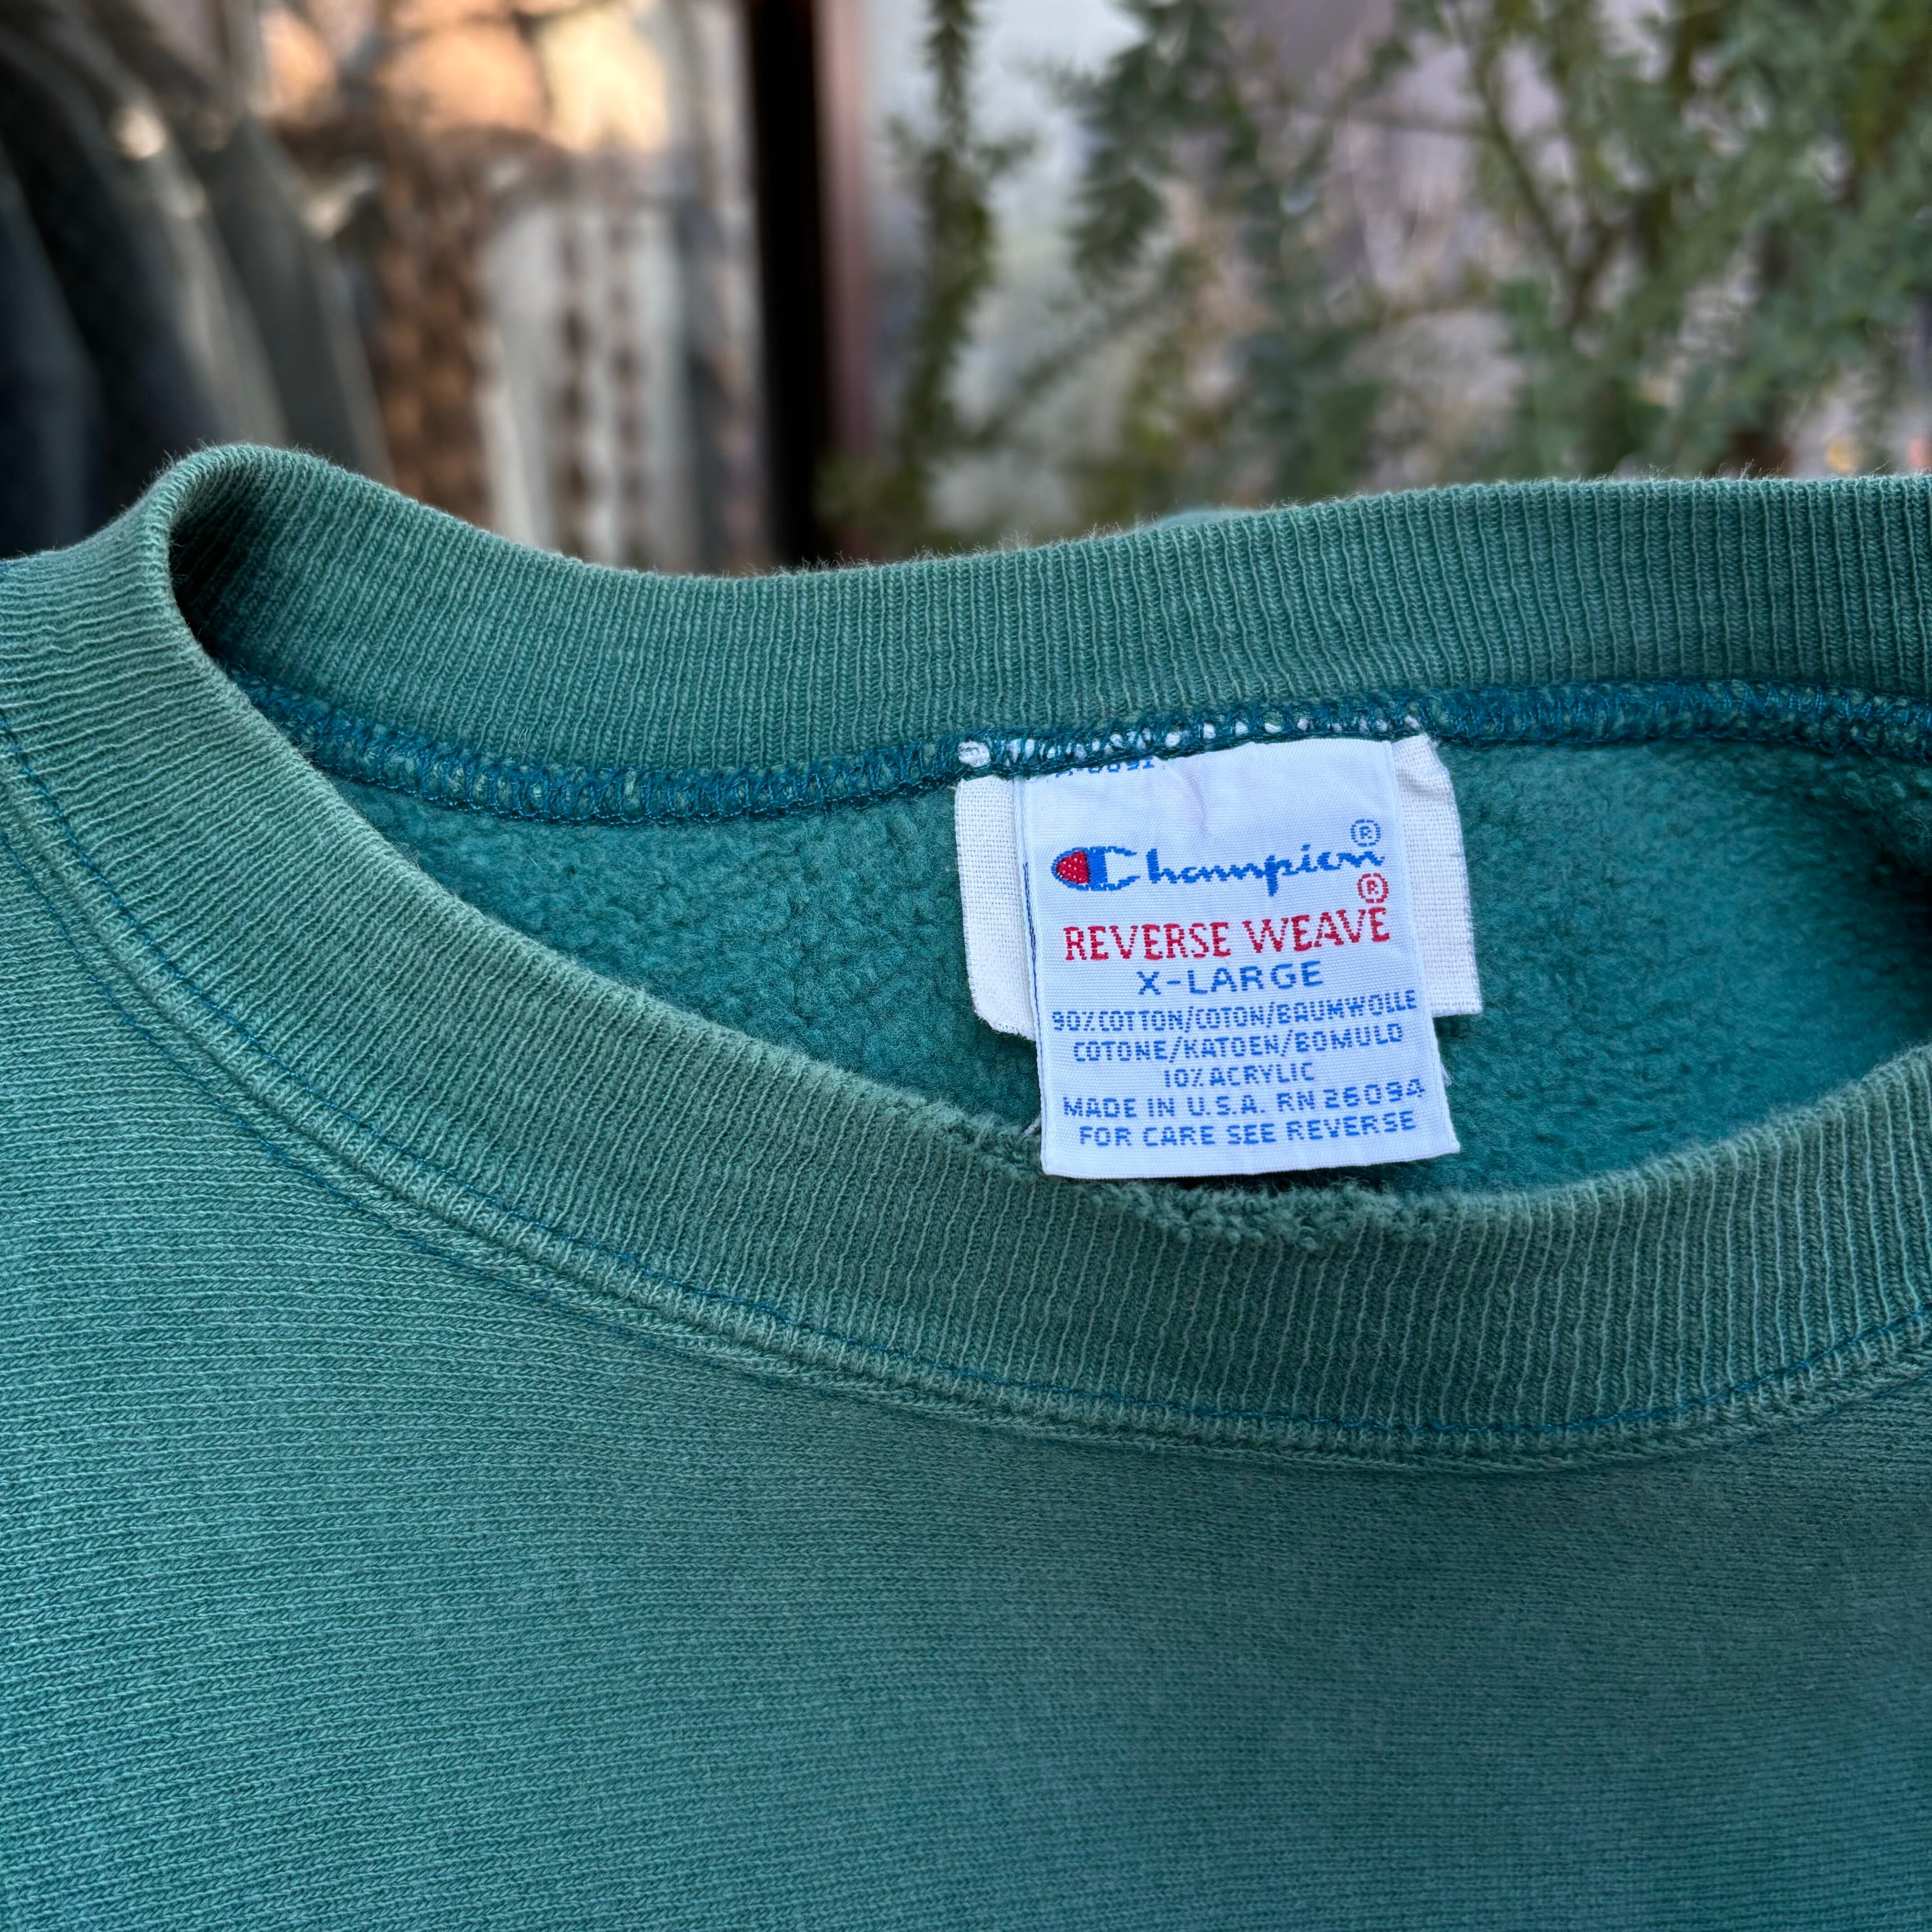 Champion®
®
REVERSE WEAVE
X-LARGE
90% COTTON/COTON/BAUMWOLLE
COTONE/KATOEN/BOMULD
10% ACRYLIC
MADE IN U.S.A. RN 26094
FOR CARE SEE REVERSE